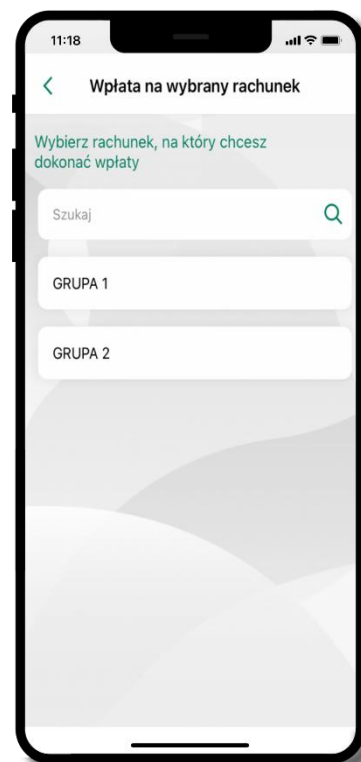 11:18
Wpłata na wybrany rachunek
Wybierz rachunek, na który chcesz
dokonać wpłaty
Szukaj
GRUPA 1
GRUPA 2